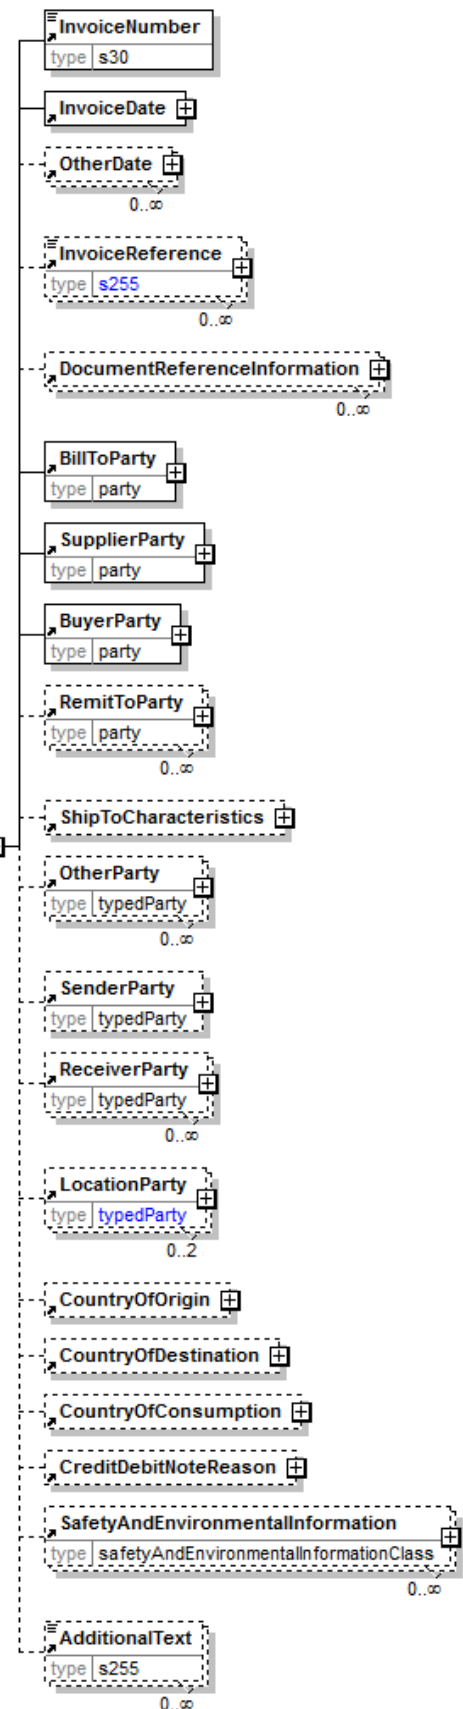 InvoiceNumber
type s30
InvoiceDate
OtherDate
0..∞
InvoiceReference
type s255
0..∞
DocumentReferenceInformation
0..∞
BillToParty
type party
SupplierParty
type party
BuyerParty
type party
RemitToParty
type party
0..∞
ShipToCharacteristics
OtherParty
type typedParty
0..∞
SenderParty
type typedParty
ReceiverParty
type typedParty
0..∞
LocationParty
type typedParty
0..2
CountryOfOrigin
CountryOfDestination
CountryOfConsumption
CreditDebitNoteReason
SafetyAndEnvironmentalInformation
type safetyAndEnvironmentalInformationClass
0..∞
AdditionalText
type s255
0..∞